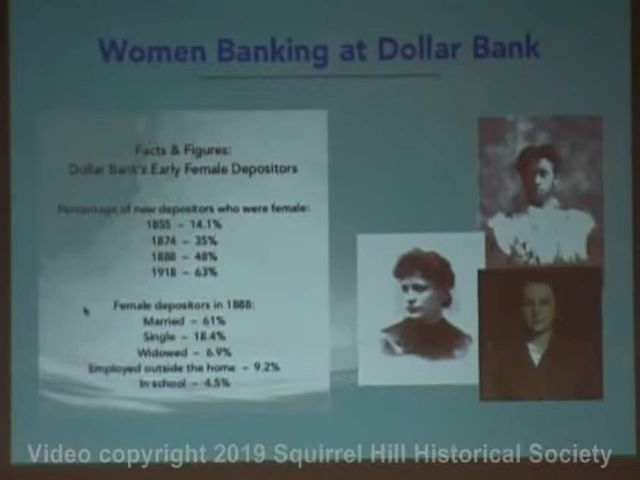 Women Banking at Dollar Bank
Facts & Figures:
Dollar Bank's Early Female Depositors
Percentage of new depositors who were female:
1855 - 14.1%
1874 - 35%
1888 - 48%
1918 - 63%
Female depositors in 1888:
Married - 61%
Single - 18.4%
Widowed - 6.9%
Employed outside the home - 9.2%
In school - 4.5%
Video copyright 2019 Squirrel Hill Historical Society